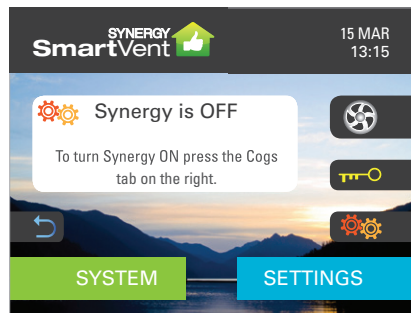 SYNERGY
SmartVent
15 MAR
13:15
Synergy is OFF
To turn Synergy ON press the Cogs
tab on the right.
SYSTEM
SETTINGS